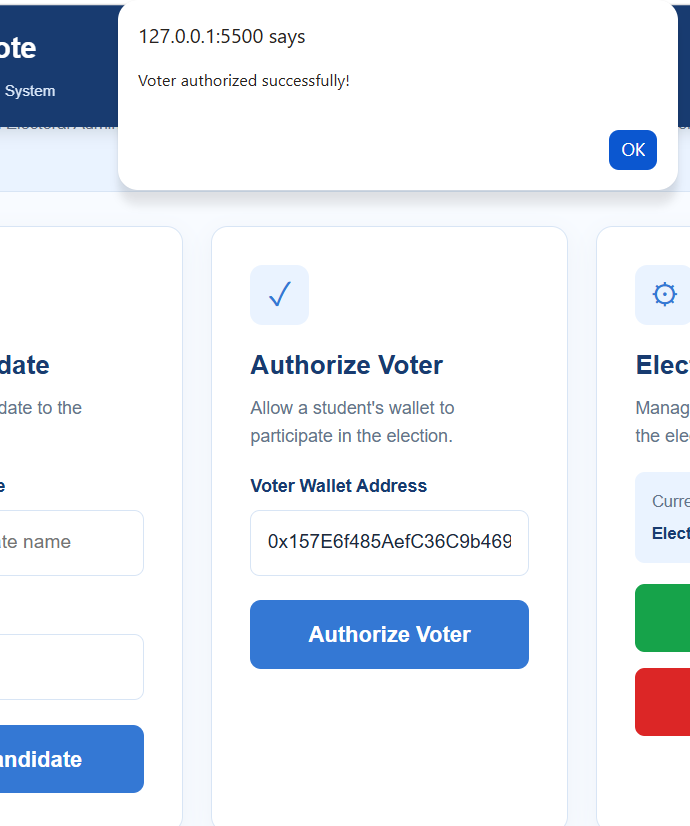 ote
System
127.0.0.1:5500 says
Voter authorized successfully!
OK
date
date to the
e
te name
andidate
Authorize Voter
Allow a student's wallet to
participate in the election.
Voter Wallet Address
0x157E6f485AefC36C9b469
Authorize Voter
Elec
Manag
the ele
Curre
Elect